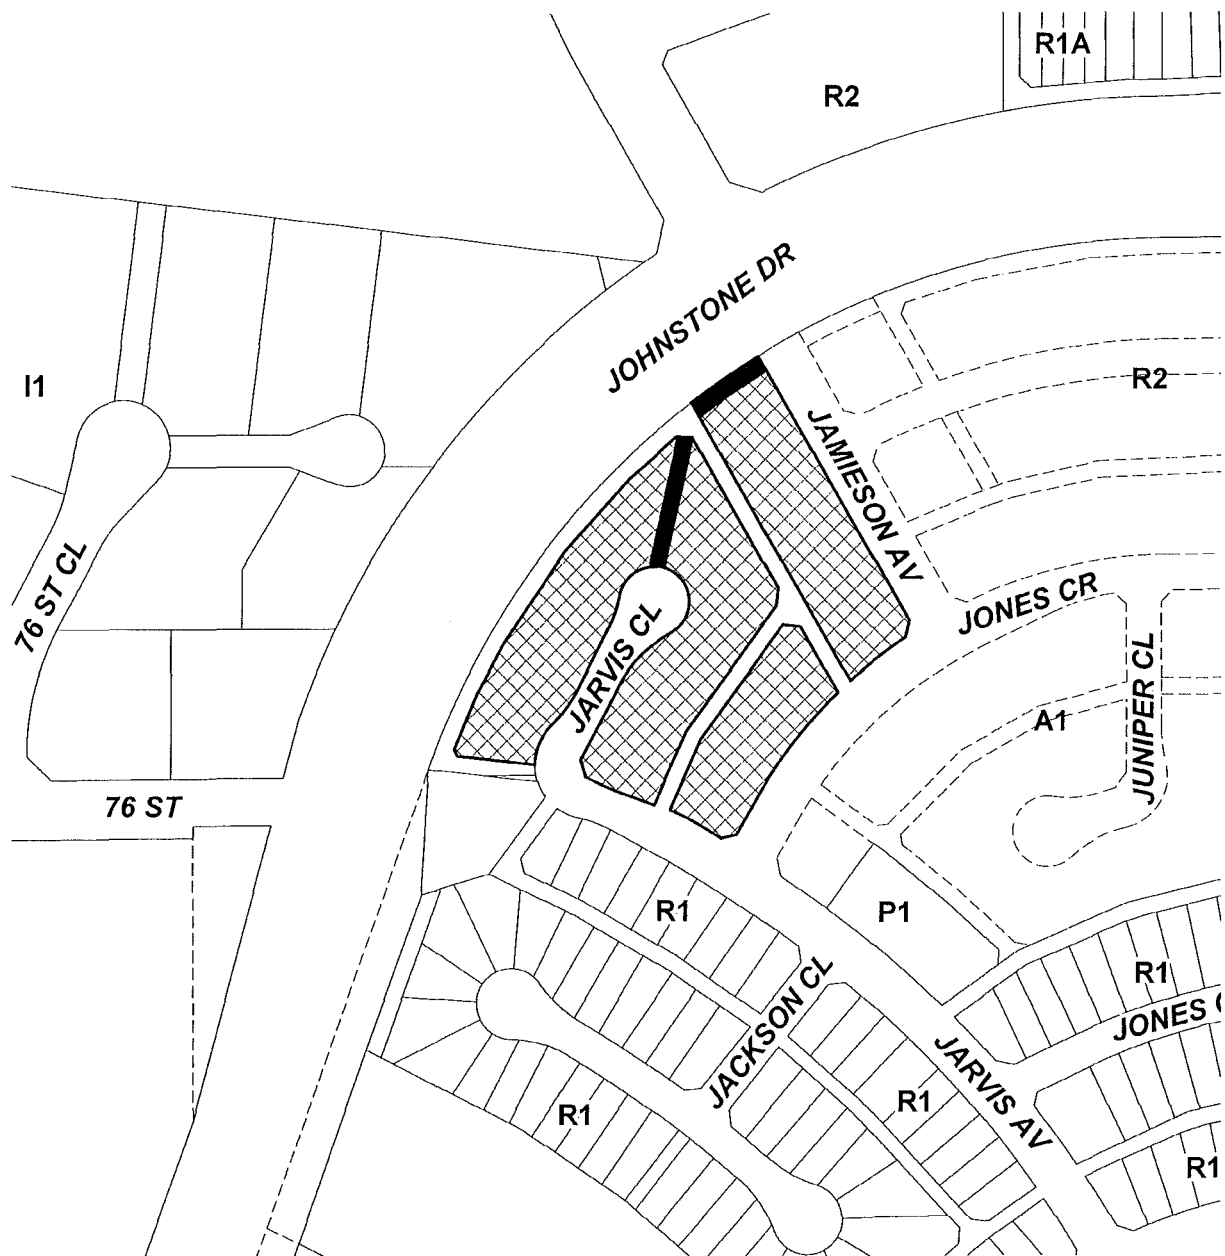 R1A
R2
JOHNSTONE DR
I1
R2
JAMIESON AV
76 ST CL
JONES CR
JARVIS CL
JUNIPER CL
A1
76 ST
R1
P1
R1
JACKSON CL
JONES
JARVIS AV
R1
R1
R1